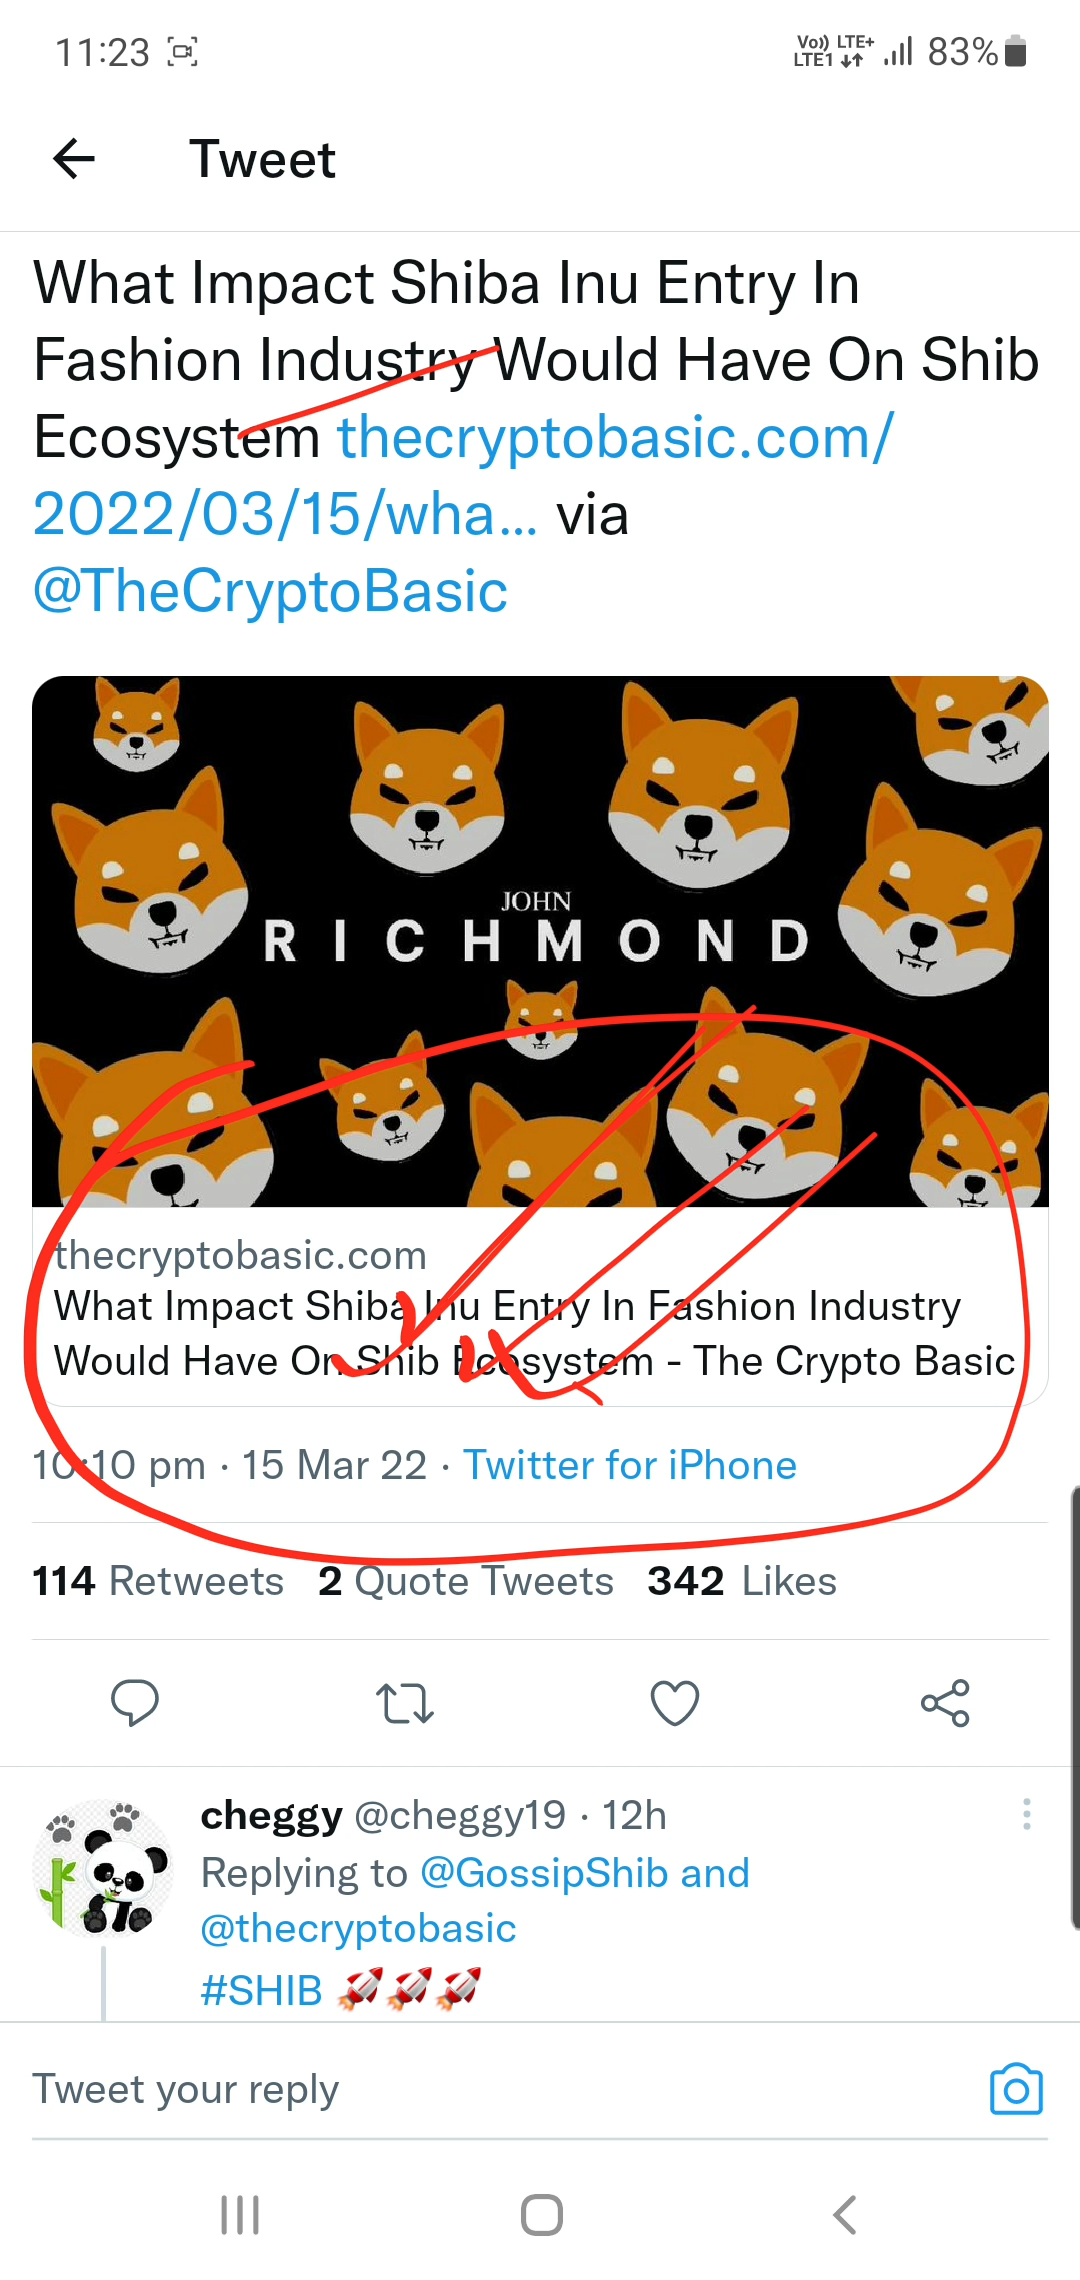 11:23
Vo)) LTE+
LTE1
83%
Tweet
What Impact Shiba Inu Entry In
Fashion Industry Would Have On Shib
Ecosystem thecryptobasic.com/
2022/03/15/wha... via
@TheCryptoBasic
JOHN
RICHMOND
thecryptobasic.com
What Impact Shiba Inu Entry In Fashion Industry
Would Have On Shib Ecosystem - The Crypto Basic
10:10 pm · 15 Mar 22 · Twitter for iPhone
114 Retweets 2 Quote Tweets 342 Likes
cheggy @cheggy19 · 12h
Replying to @GossipShib and
@thecryptobasic
#SHIB 🚀🚀🚀
Tweet your reply